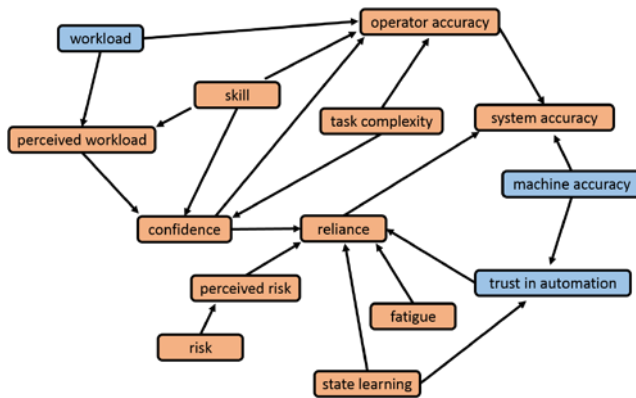 operator accuracy
workload
skill
task complexity
system accuracy
perceived workload
machine accuracy
confidence
reliance
perceived risk
trust in automation
fatigue
risk
state learning